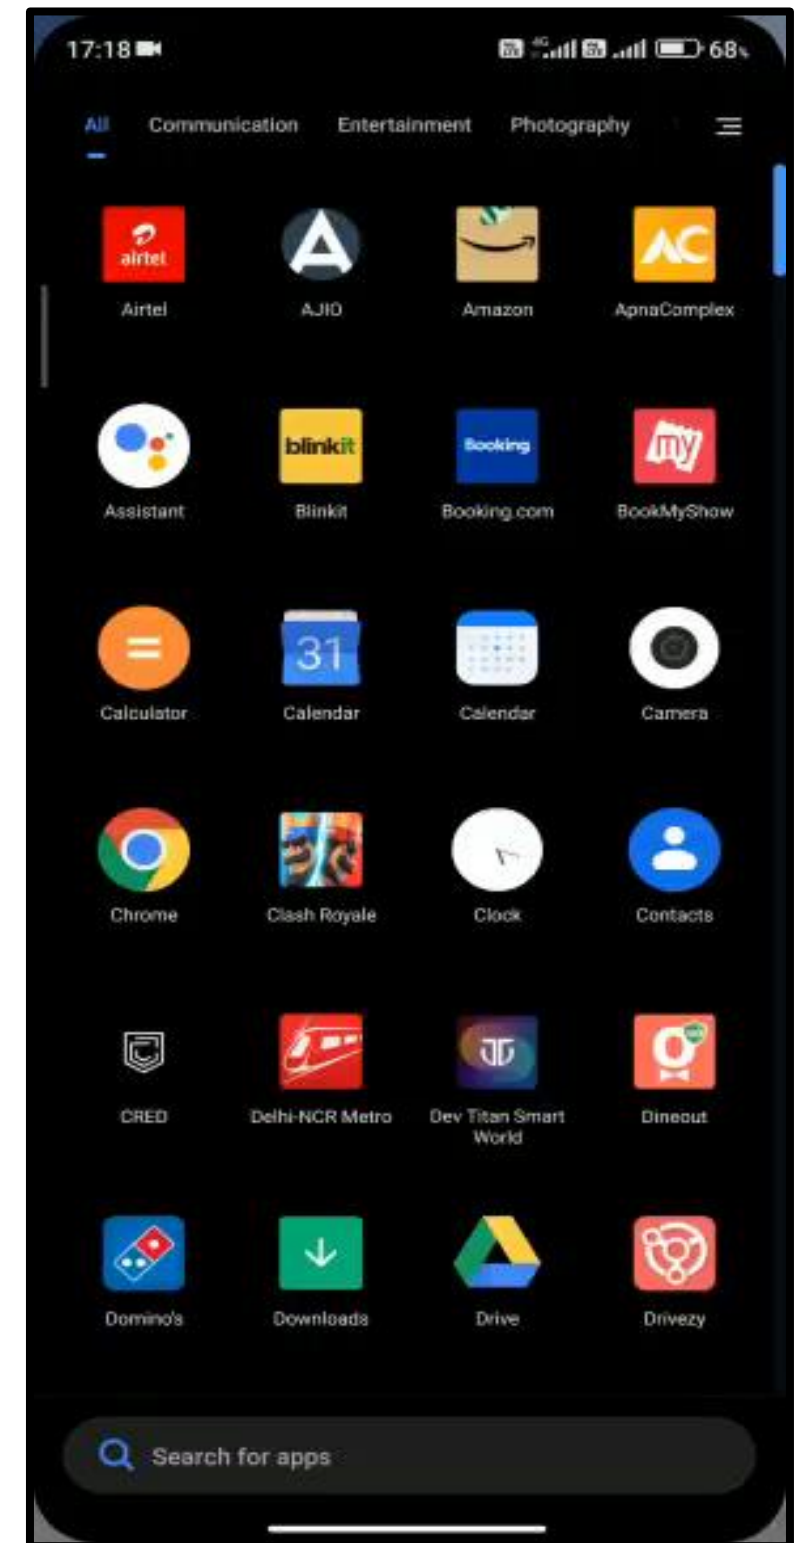 17:18 4G 68%
All Communication Entertainment Photography
airtel
Airtel AJIO Amazon ApnaComplex
blinkit Booking my
Assistant Blinkit Booking.com BookMyShow
31
Calculator Calendar Calendar Camera
Chrome Clash Royale Clock Contacts
CRED Delhi-NCR Metro Dev Titan Smart World Dineout
Domino's Downloads Drive Drivezy
Search for apps